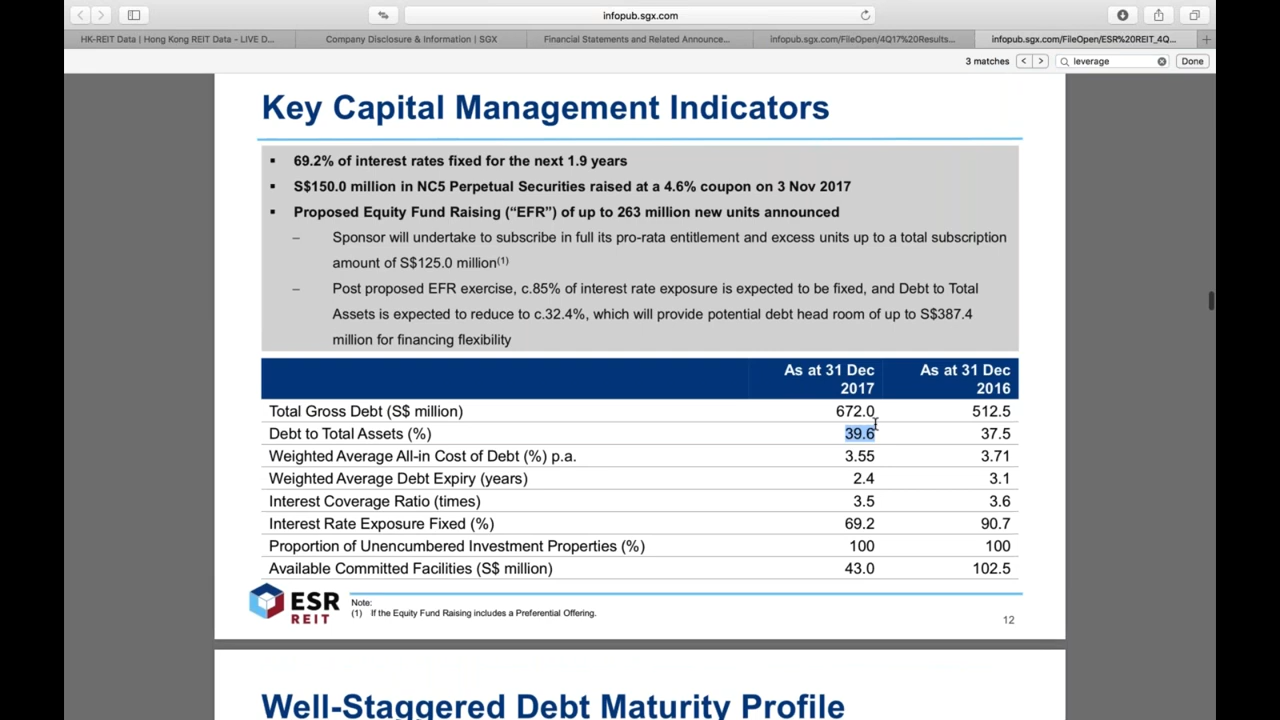 infopub.sgx.com
HK-REIT Data | Hong Kong REIT Data - LIVE D...
Company Disclosure & Information | SGX
Financial Statements and Related Announce...
infopub.sgx.com/FileOpen/4Q17%20Results...
infopub.sgx.com/FileOpen/ESR%20REIT_4Q...
3 matches
leverage
Done
Key Capital Management Indicators
▪ 69.2% of interest rates fixed for the next 1.9 years
▪ S$150.0 million in NC5 Perpetual Securities raised at a 4.6% coupon on 3 Nov 2017
▪ Proposed Equity Fund Raising (“EFR”) of up to 263 million new units announced
– Sponsor will undertake to subscribe in full its pro-rata entitlement and excess units up to a total subscription
amount of S$125.0 million(1)
– Post proposed EFR exercise, c.85% of interest rate exposure is expected to be fixed, and Debt to Total
Assets is expected to reduce to c.32.4%, which will provide potential debt head room of up to S$387.4
million for financing flexibility
As at 31 Dec 2017 As at 31 Dec 2016
Total Gross Debt (S$ million) 672.0 512.5
Debt to Total Assets (%) 39.6 37.5
Weighted Average All-in Cost of Debt (%) p.a. 3.55 3.71
Weighted Average Debt Expiry (years) 2.4 3.1
Interest Coverage Ratio (times) 3.5 3.6
Interest Rate Exposure Fixed (%) 69.2 90.7
Proportion of Unencumbered Investment Properties (%) 100 100
Available Committed Facilities (S$ million) 43.0 102.5
ESR
REIT
Note:
(1) If the Equity Fund Raising includes a Preferential Offering.
12
Well-Staggered Debt Maturity Profile